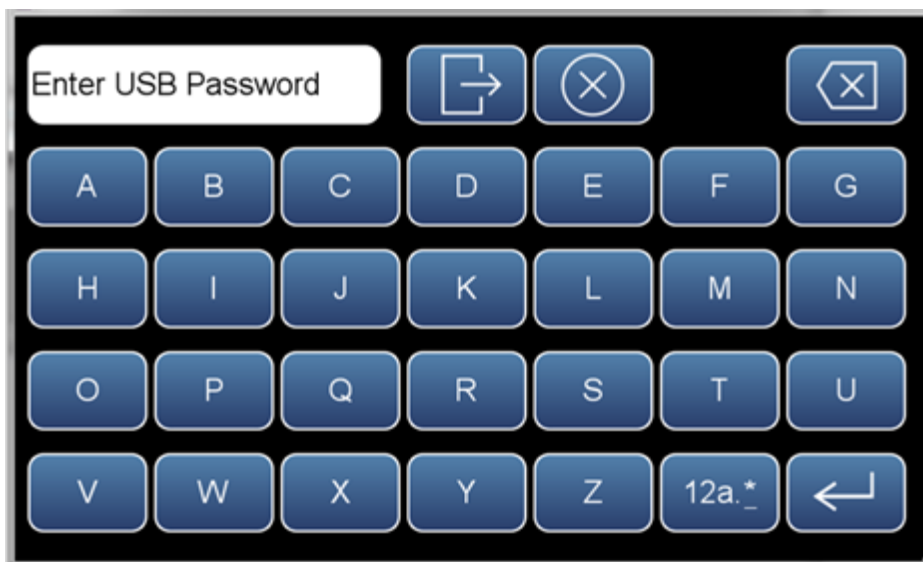 Enter USB Password
A B C D E F G
H I J K L M N
O P Q R S T U
V W X Y Z 12a.*_